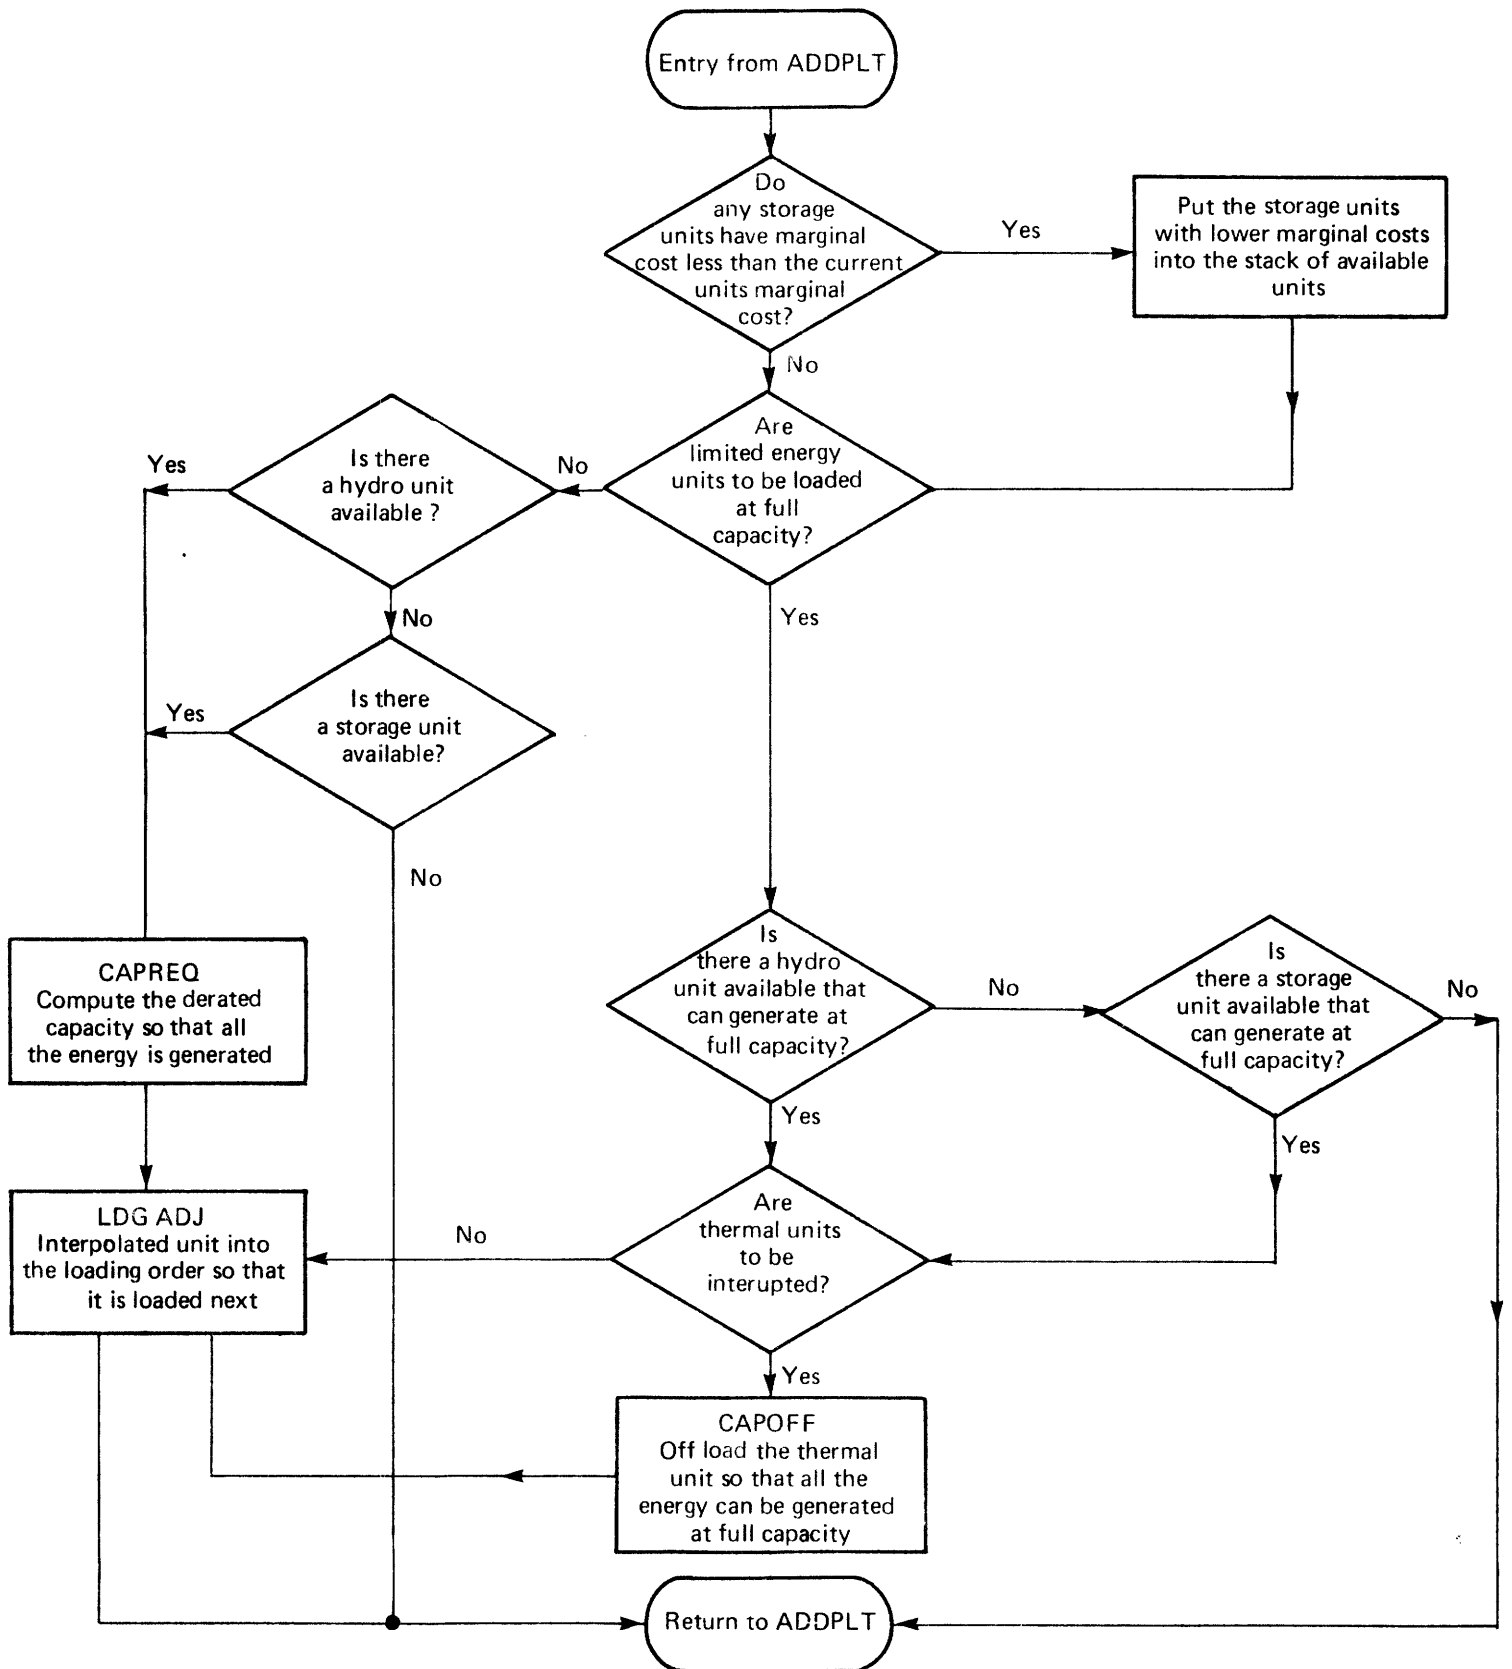 Entry from ADDPLT
Do
any storage
units have marginal
cost less than the current
units marginal
cost?
Yes
Put the storage units
with lower marginal costs
into the stack of available
units
No
Are
limited energy
units to be loaded
at full
capacity?
No
Is there
a hydro unit
available ?
Yes
No
Yes
Is there
a storage unit
available?
Yes
No
CAPREQ
Compute the derated
capacity so that all
the energy is generated
Is
there a hydro
unit available that
can generate at
full capacity?
No
Is
there a storage
unit available that
can generate at
full capacity?
No
Yes
Yes
LDG ADJ
Interpolated unit into
the loading order so that
it is loaded next
No
Are
thermal units
to be
interupted?
Yes
CAPOFF
Off load the thermal
unit so that all the
energy can be generated
at full capacity
Return to ADDPLT